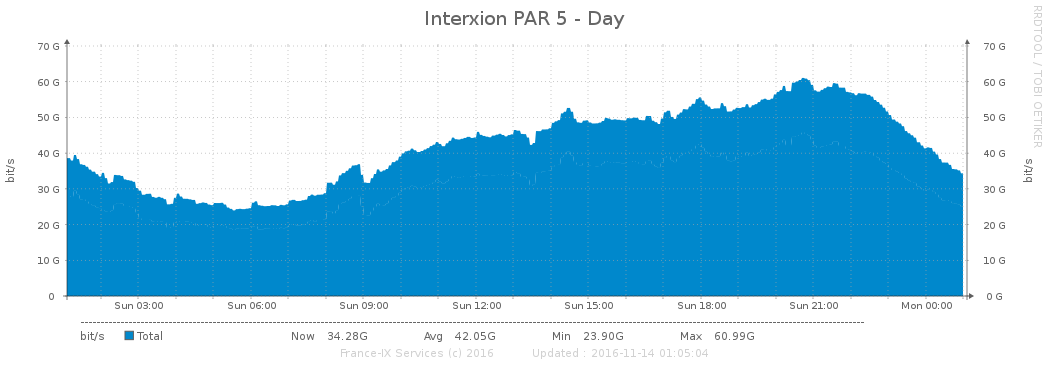 Interxion PAR 5 - Day
RRDTOOL / TOBI OETIKER
70 G 70 G
60 G 60 G
50 G 50 G
40 G 40 G
30 G 30 G
20 G 20 G
10 G 10 G
0 0 G
bit/s bit/s
Sun 03:00 Sun 06:00 Sun 09:00 Sun 12:00 Sun 15:00 Sun 18:00 Sun 21:00 Mon 00:00
bit/s Total Now 34.28G Avg 42.05G Min 23.90G Max 60.99G
France-IX Services (c) 2016 Updated : 2016-11-14 01:05:04